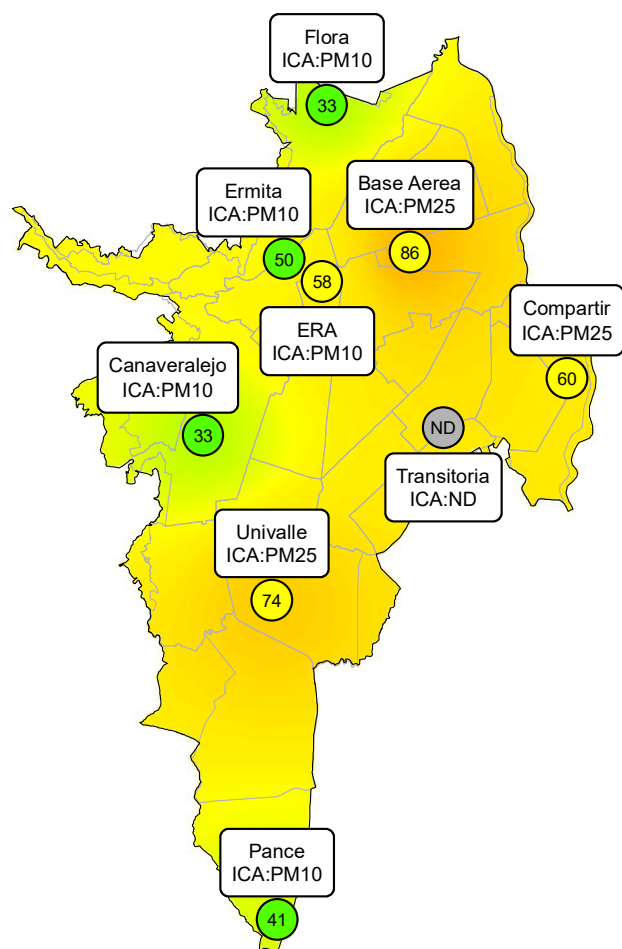 Flora
ICA:PM10
33
Ermita
ICA:PM10
50
Base Aerea
ICA:PM25
86
58
ERA
ICA:PM10
Compartir
ICA:PM25
60
Canaveralejo
ICA:PM10
33
ND
Transitoria
ICA:ND
Univalle
ICA:PM25
74
Pance
ICA:PM10
41